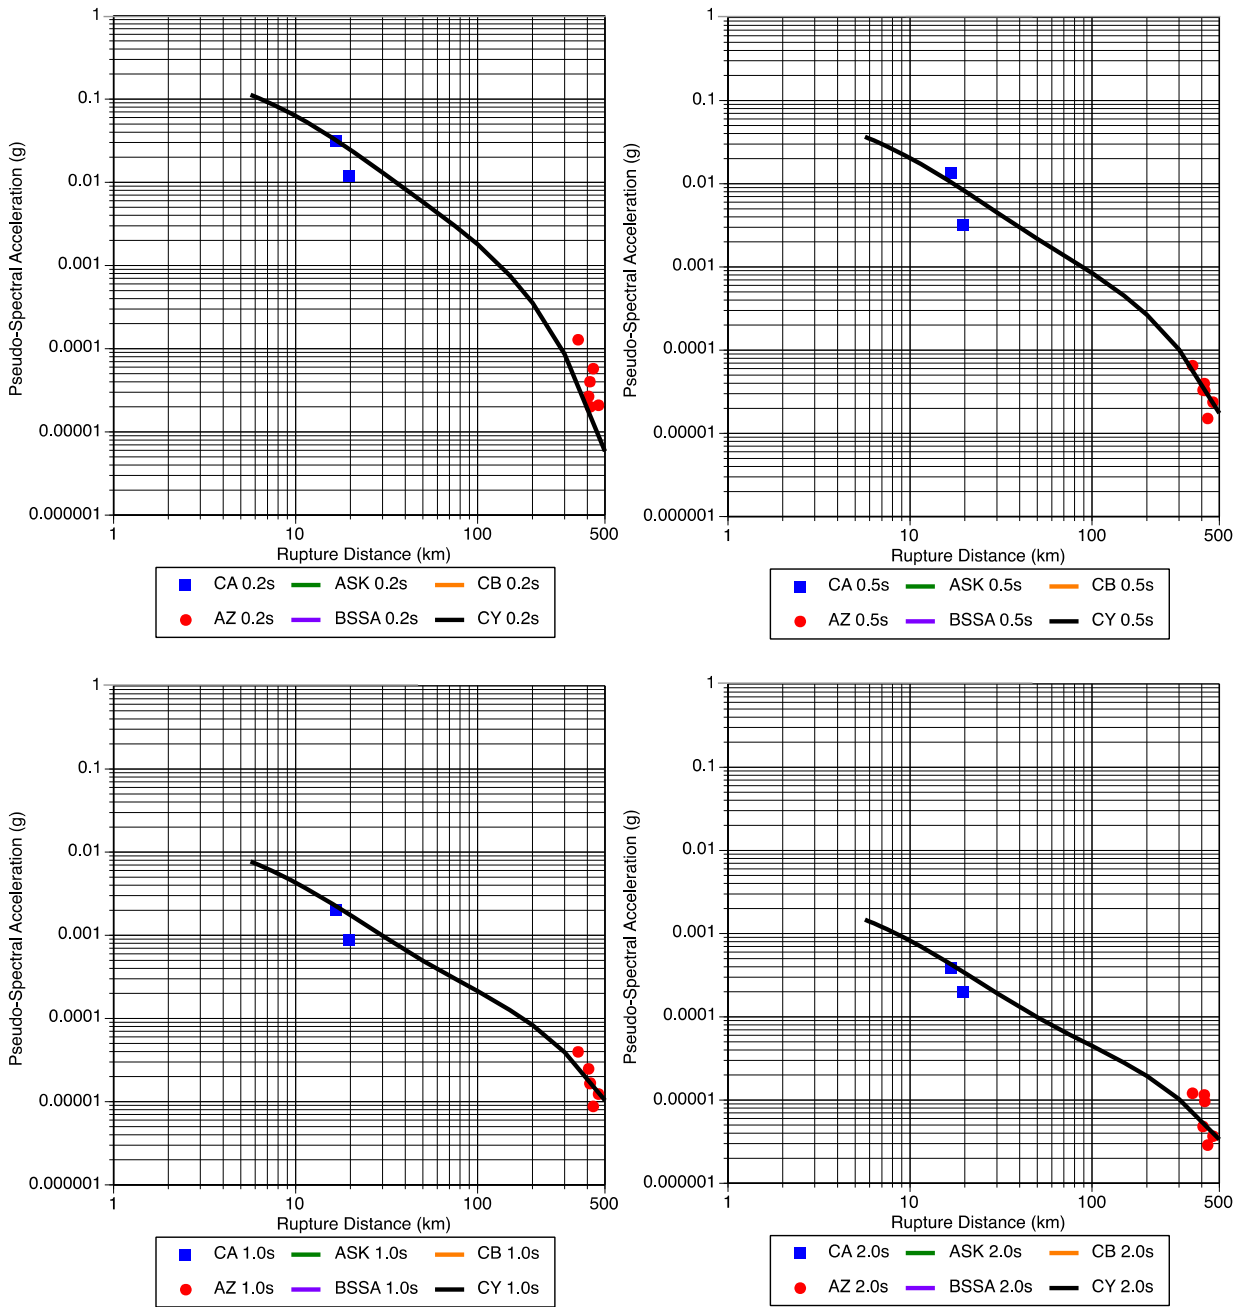 1
0.1
0.01
0.001
0.0001
0.00001
0.000001
Pseudo-Spectral Acceleration (g)
1 10 100 500
Rupture Distance (km)
CA 0.2s ASK 0.2s CB 0.2s
AZ 0.2s BSSA 0.2s CY 0.2s
1
0.1
0.01
0.001
0.0001
0.00001
0.000001
Pseudo-Spectral Acceleration (g)
1 10 100 500
Rupture Distance (km)
CA 0.5s ASK 0.5s CB 0.5s
AZ 0.5s BSSA 0.5s CY 0.5s
1
0.1
0.01
0.001
0.0001
0.00001
0.000001
Pseudo-Spectral Acceleration (g)
1 10 100 500
Rupture Distance (km)
CA 1.0s ASK 1.0s CB 1.0s
AZ 1.0s BSSA 1.0s CY 1.0s
1
0.1
0.01
0.001
0.0001
0.00001
0.000001
Pseudo-Spectral Acceleration (g)
1 10 100 500
Rupture Distance (km)
CA 2.0s ASK 2.0s CB 2.0s
AZ 2.0s BSSA 2.0s CY 2.0s